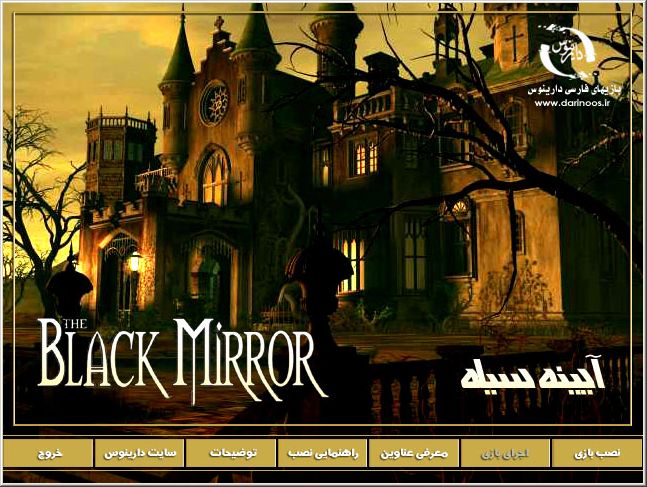 دارینوس
بازیهای فارسی دارینوس
www.darinoos.ir
THE
BLACK MIRROR
آیینه سیاه
نصب بازی
اجرای بازی
معرفی عناوین
راهنمایی نصب
توضیحات
سایت دارینوس
خروج